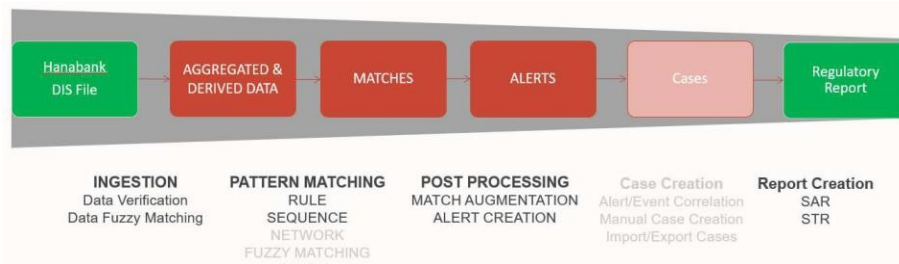 Hanabank
DIS File
AGGREGATED &
DERIVED DATA
MATCHES
ALERTS
Cases
Regulatory
Report
INGESTION
Data Verification
Data Fuzzy Matching
PATTERN MATCHING
RULE
SEQUENCE
NETWORK
FUZZY MATCHING
POST PROCESSING
MATCH AUGMENTATION
ALERT CREATION
Case Creation
Alert/Event Correlation
Manual Case Creation
Import/Export Cases
Report Creation
SAR
STR